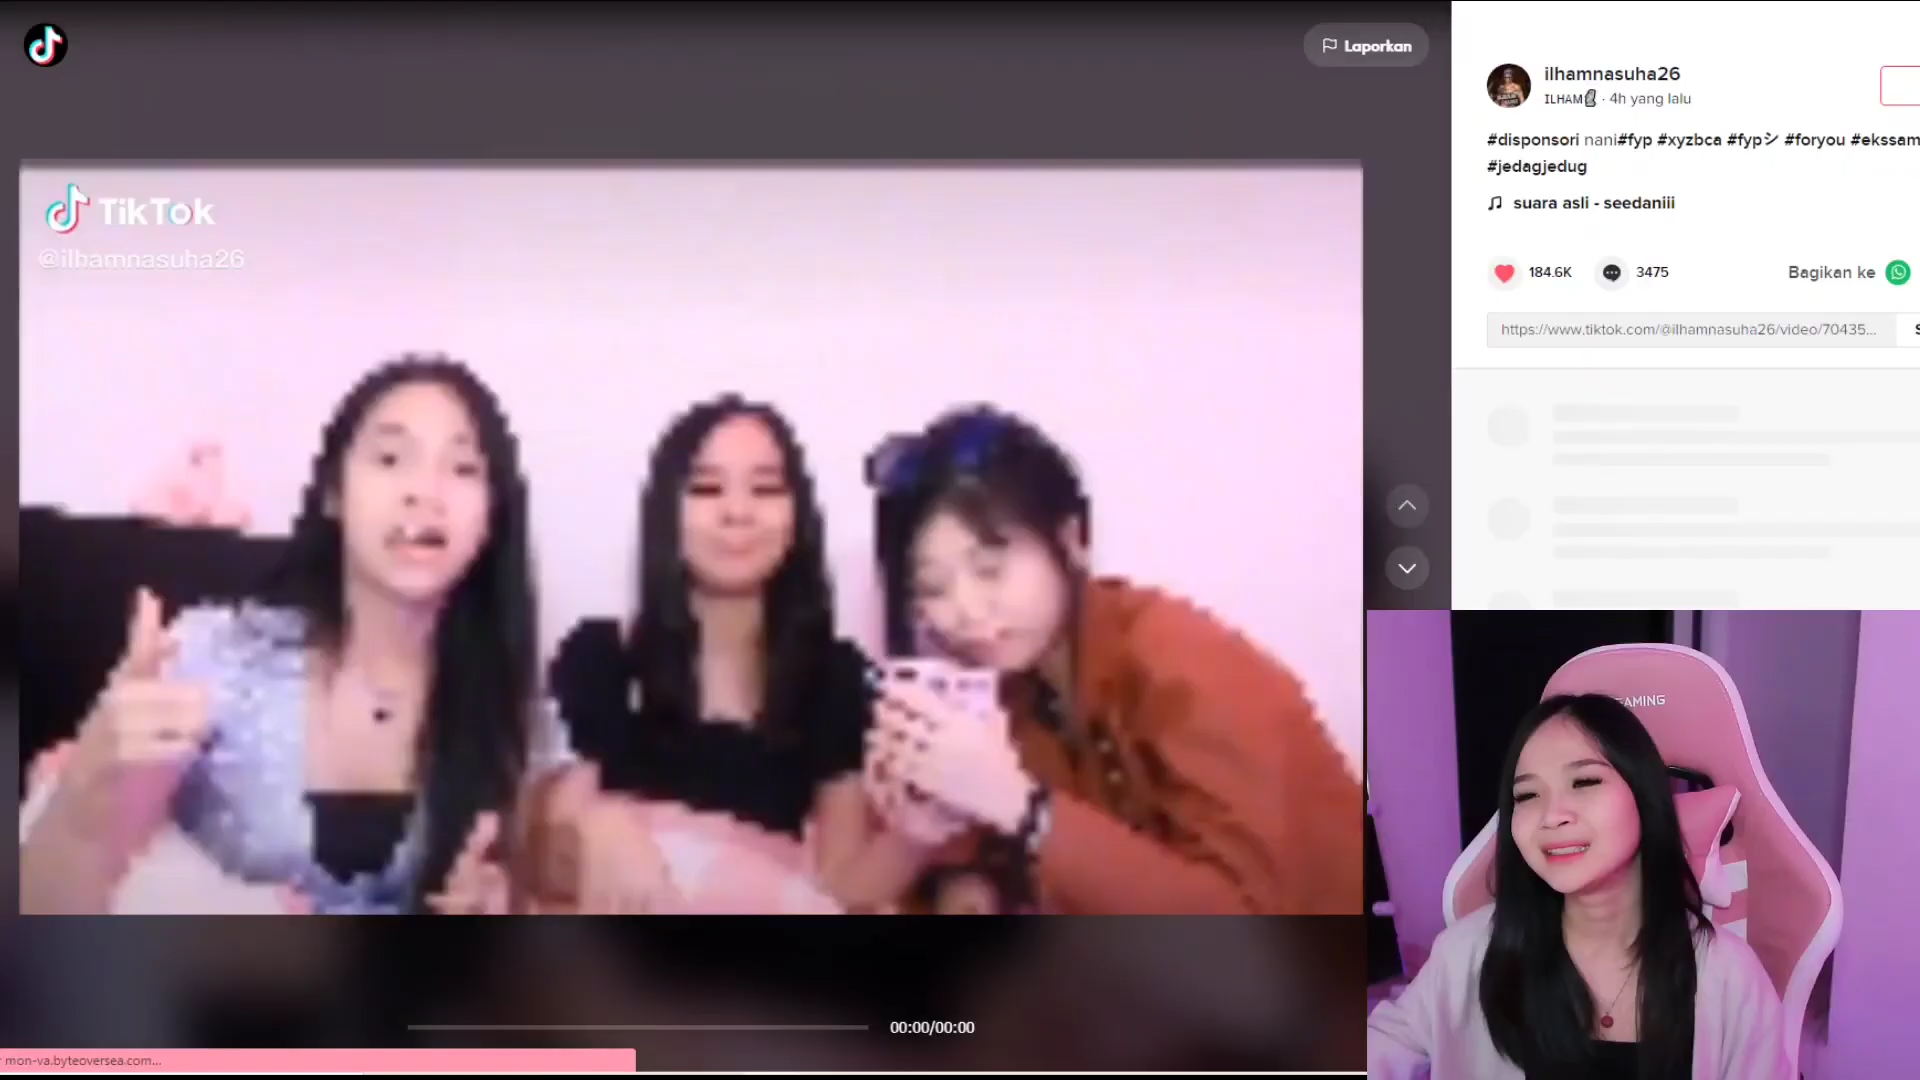 Laporkan
TikTok
@ilhamnasuha26
ilhamnasuha26
ILHAM · 4h yang lalu
#disponsori nani#fyp #xyzbca #fypシ #foryou #ekssam
#jedagjedug
suara asli - seedaniii
184.6K
3475
Bagikan ke
https://www.tiktok.com/@ilhamnasuha26/video/70435...
GAMING
00:00/00:00
mon-va.byteoversea.com...